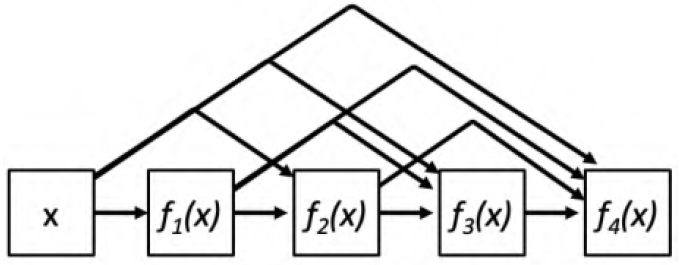 x f₁(x) f₂(x) f₃(x) f₄(x)